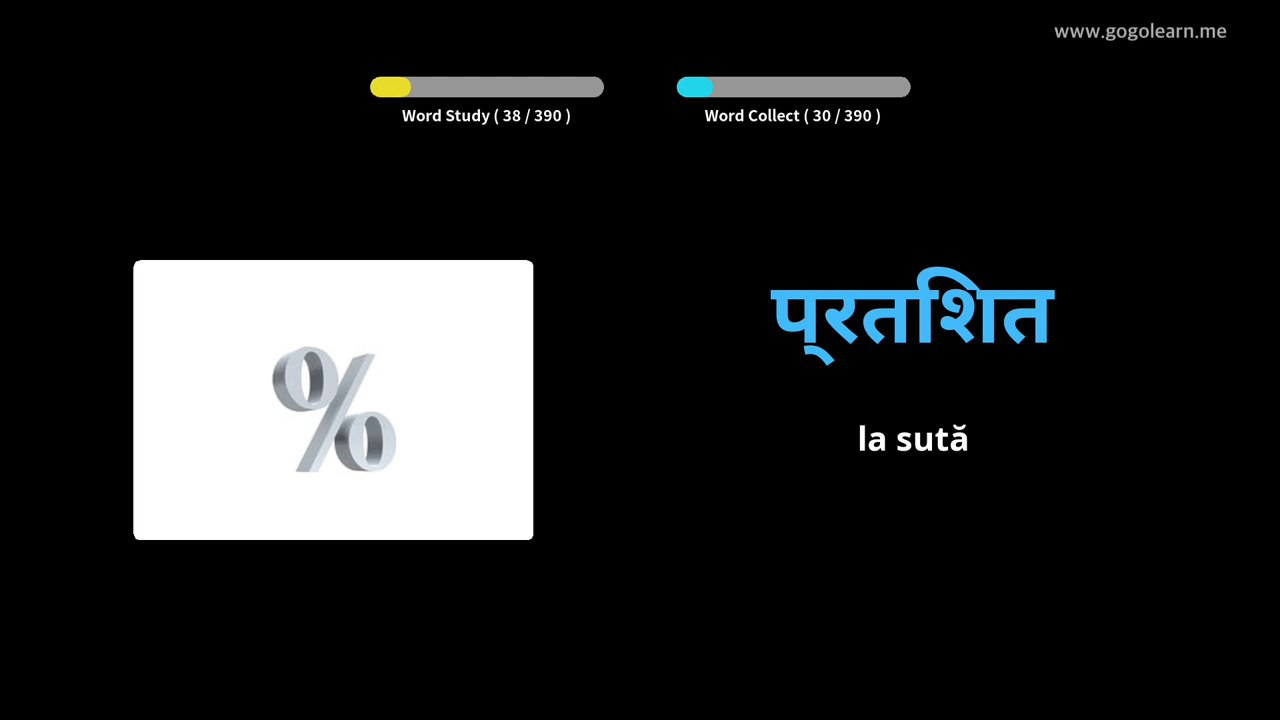 www.gogolearn.me
Word Study ( 38 / 390 )
Word Collect ( 30 / 390 )
%
प्रतिशत
la sută